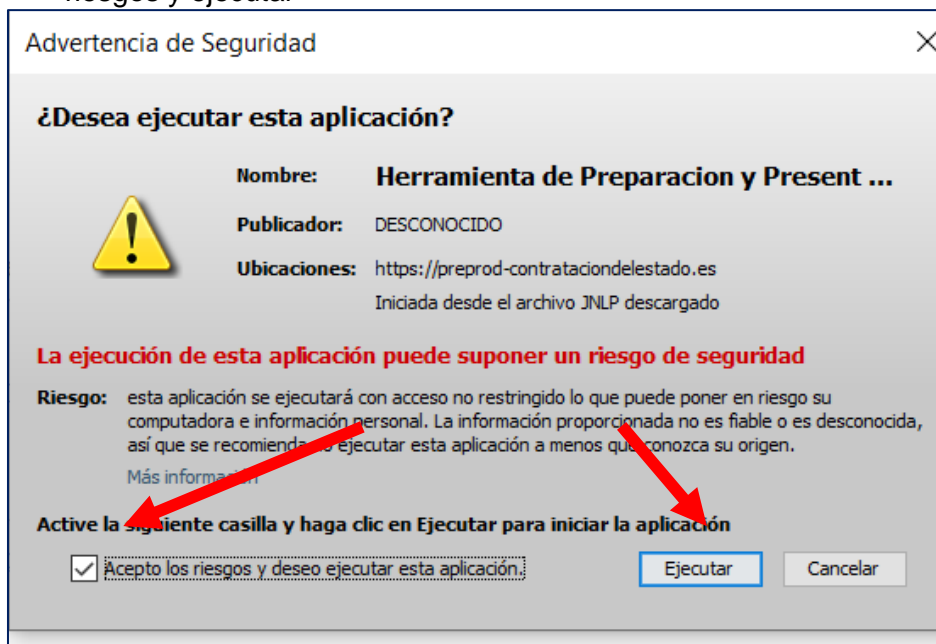 riesgos y ejecutar
Advertencia de Seguridad
¿Desea ejecutar esta aplicación?
Nombre: Herramienta de Preparacion y Present ...
Publicador: DESCONOCIDO
Ubicaciones: https://preprod-contrataciondelestado.es
Iniciada desde el archivo JNLP descargado
La ejecución de esta aplicación puede suponer un riesgo de seguridad
Riesgo: esta aplicación se ejecutará con acceso no restringido lo que puede poner en riesgo su
computadora e información personal. La información proporcionada no es fiable o es desconocida,
así que se recomienda no ejecutar esta aplicación a menos que conozca su origen.
Más información
Active la siguiente casilla y haga clic en Ejecutar para iniciar la aplicación
Acepto los riesgos y deseo ejecutar esta aplicación.
Ejecutar
Cancelar